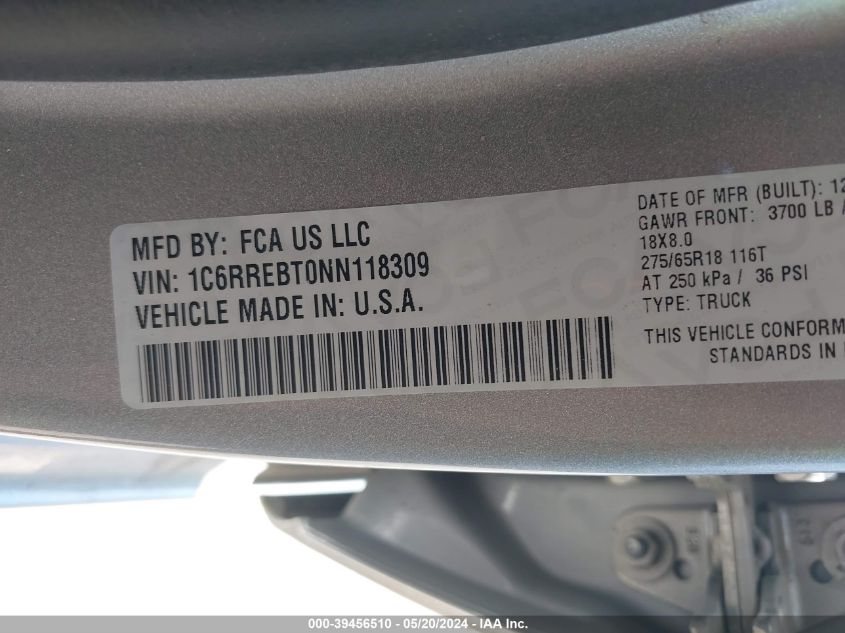 MFD BY: FCA US LLC
VIN: 1C6RREBT0NN118309
VEHICLE MADE IN: U.S.A.
DATE OF MFR (BUILT): 12
GAWR FRONT: 3700 LB
18X8.0
275/65R18 116T
AT 250 kPa / 36 PSI
TYPE: TRUCK
THIS VEHICLE CONFORM
STANDARDS IN
000-39456510 - 05/20/2024 - IAA Inc.